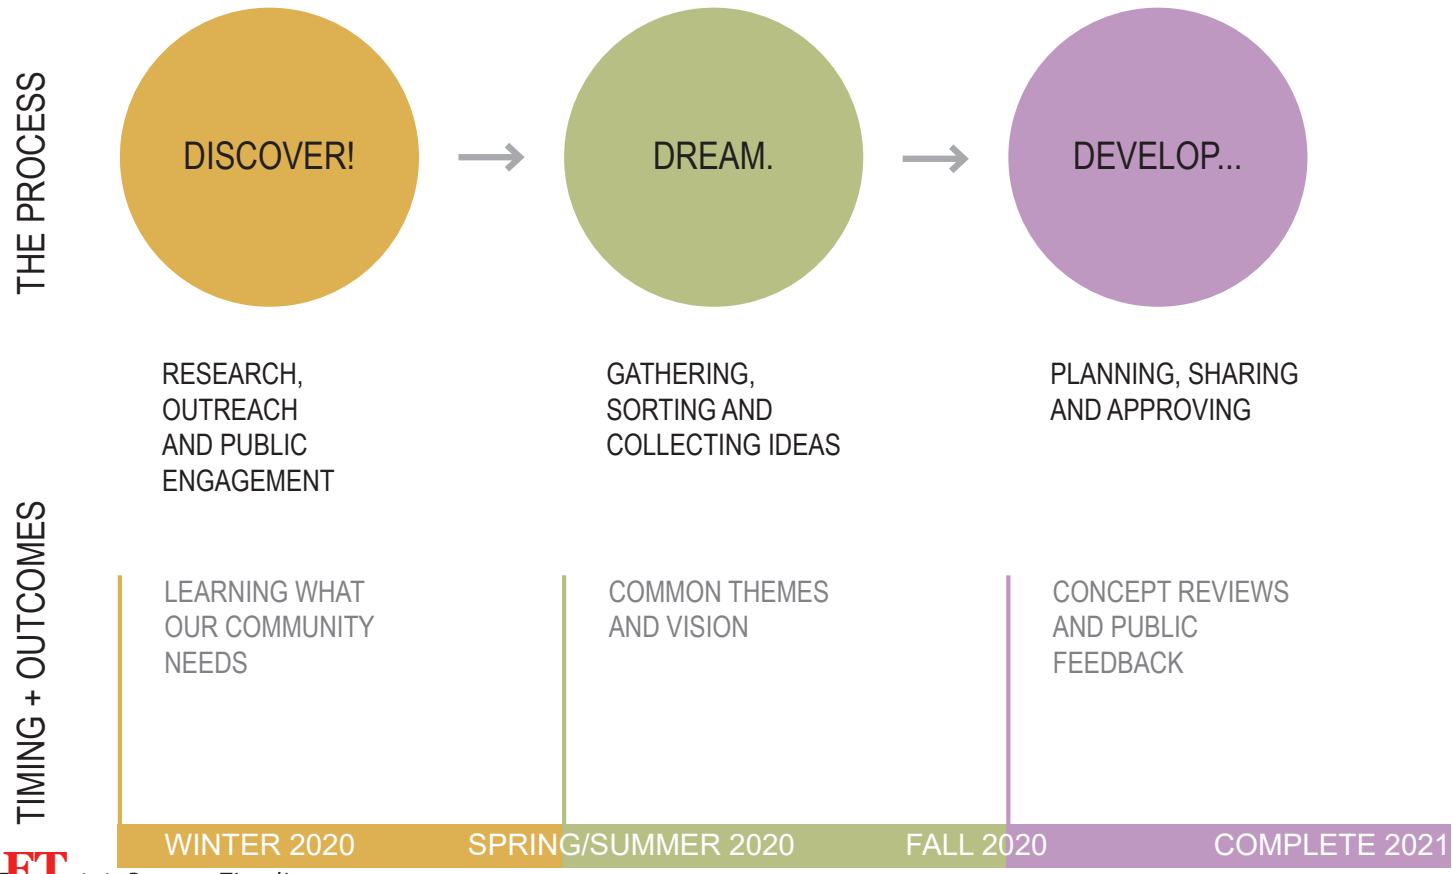 THE PROCESS
DISCOVER!
DREAM.
DEVELOP...
RESEARCH,
OUTREACH
AND PUBLIC
ENGAGEMENT
GATHERING,
SORTING AND
COLLECTING IDEAS
PLANNING, SHARING
AND APPROVING
TIMING + OUTCOMES
LEARNING WHAT
OUR COMMUNITY
NEEDS
COMMON THEMES
AND VISION
CONCEPT REVIEWS
AND PUBLIC
FEEDBACK
WINTER 2020
SPRING/SUMMER 2020
FALL 2020
COMPLETE 2021
ET